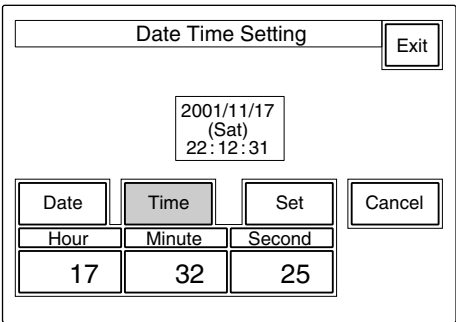 Date Time Setting
Exit
2001/11/17
(Sat)
22:12:31
Date Time Set Cancel
Hour Minute Second
17 32 25